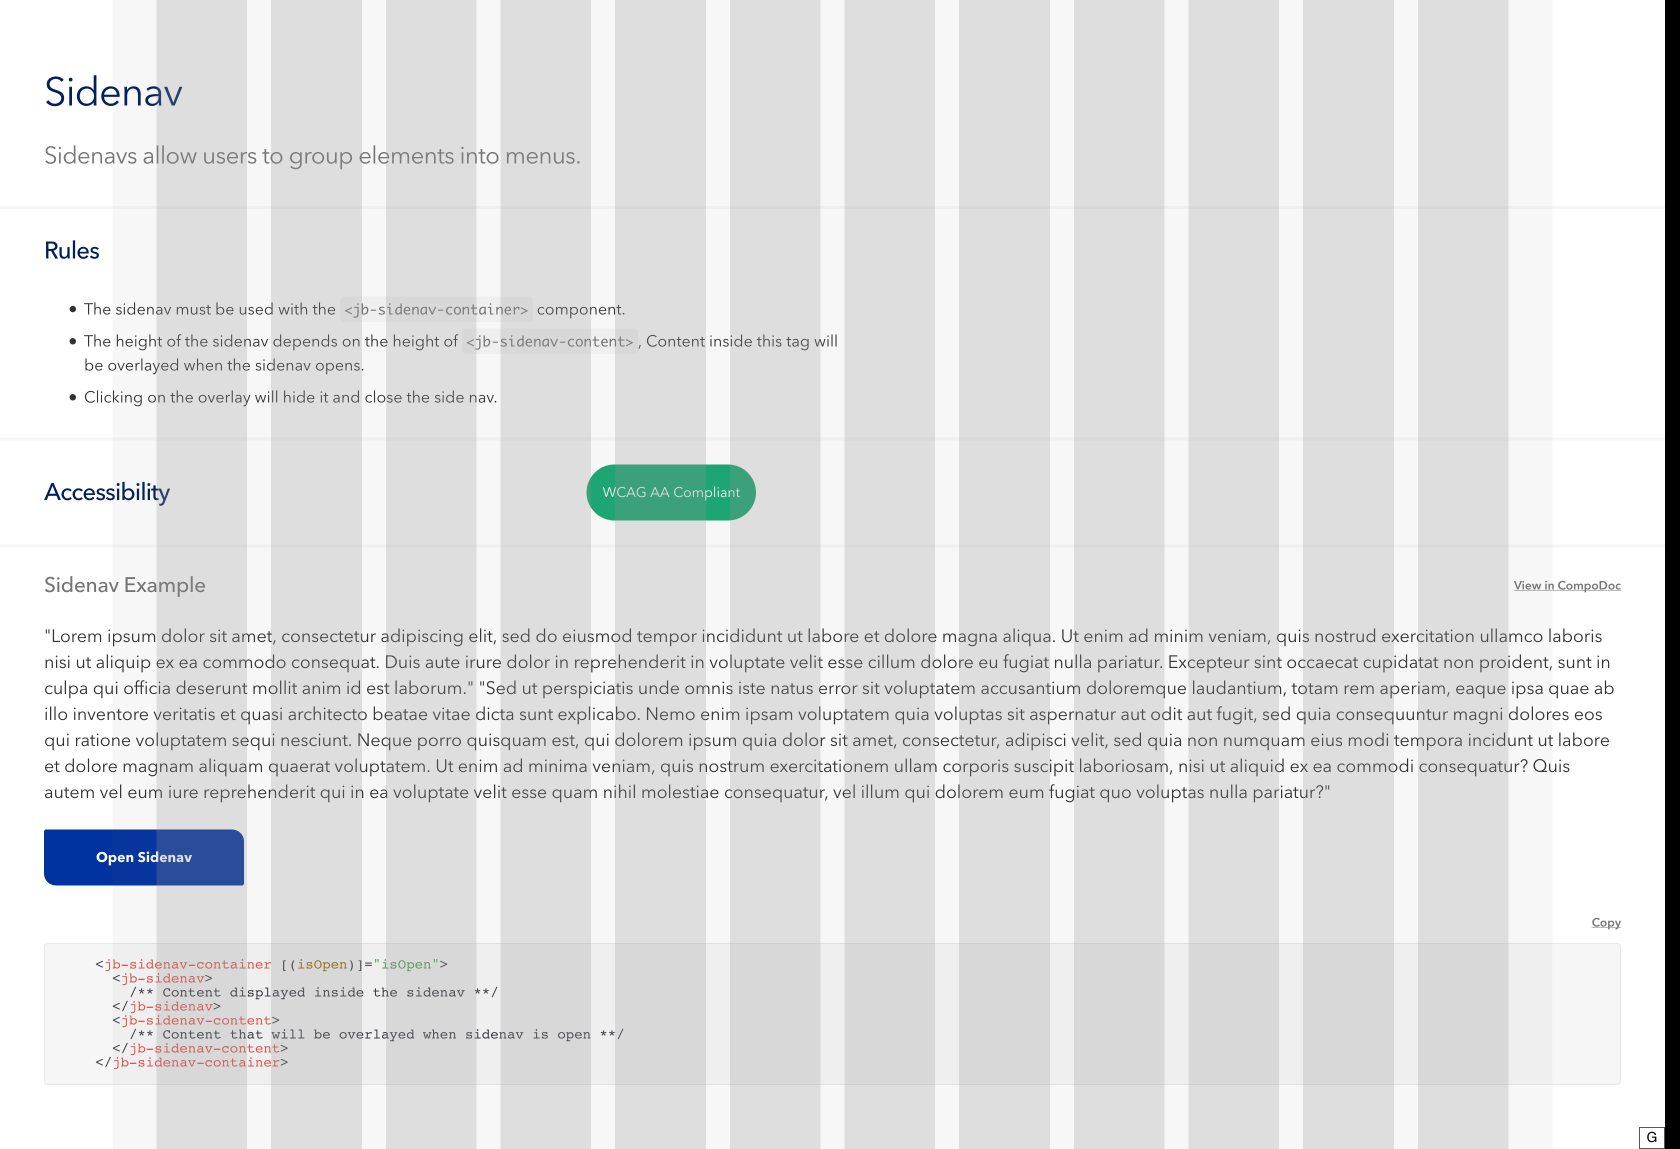 Sidenav
Sidenavs allow users to group elements into menus.
Rules
The sidenav must be used with the <jb-sidenav-container> component.
The height of the sidenav depends on the height of <jb-sidenav-content>, Content inside this tag will
be overlayed when the sidenav opens.
Clicking on the overlay will hide it and close the side nav.
Accessibility
WCAG AA Compliant
Sidenav Example
View in CompoDoc
"Lorem ipsum dolor sit amet, consectetur adipiscing elit, sed do eiusmod tempor incididunt ut labore et dolore magna aliqua. Ut enim ad minim veniam, quis nostrud exercitation ullamco laboris
nisi ut aliquip ex ea commodo consequat. Duis aute irure dolor in reprehenderit in voluptate velit esse cillum dolore eu fugiat nulla pariatur. Excepteur sint occaecat cupidatat non proident, sunt in
culpa qui officia deserunt mollit anim id est laborum." "Sed ut perspiciatis unde omnis iste natus error sit voluptatem accusantium doloremque laudantium, totam rem aperiam, eaque ipsa quae ab
illo inventore veritatis et quasi architecto beatae vitae dicta sunt explicabo. Nemo enim ipsam voluptatem quia voluptas sit aspernatur aut odit aut fugit, sed quia consequuntur magni dolores eos
qui ratione voluptatem sequi nesciunt. Neque porro quisquam est, qui dolorem ipsum quia dolor sit amet, consectetur, adipisci velit, sed quia non numquam eius modi tempora incidunt ut labore
et dolore magnam aliquam quaerat voluptatem. Ut enim ad minima veniam, quis nostrum exercitationem ullam corporis suscipit laboriosam, nisi ut aliquid ex ea commodi consequatur? Quis
autem vel eum iure reprehenderit qui in ea voluptate velit esse quam nihil molestiae consequatur, vel illum qui dolorem eum fugiat quo voluptas nulla pariatur?"
Open Sidenav
Copy
<jb-sidenav-container [(isOpen)]="isOpen">
<jb-sidenav>
/** Content displayed inside the sidenav **/
</jb-sidenav>
<jb-sidenav-content>
/** Content that will be overlayed when sidenav is open **/
</jb-sidenav-content>
</jb-sidenav-container>
G